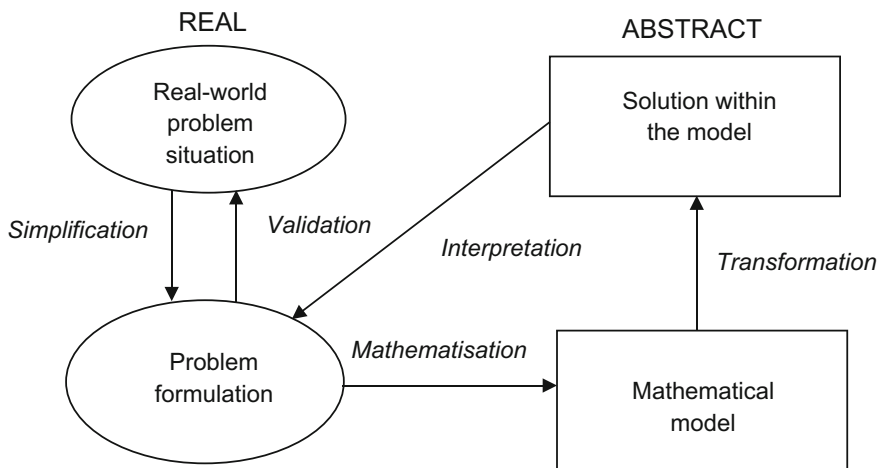 REAL
ABSTRACT
Real-world
problem
situation
Solution within
the model
Simplification
Validation
Interpretation
Transformation
Problem
formulation
Mathematisation
Mathematical
model